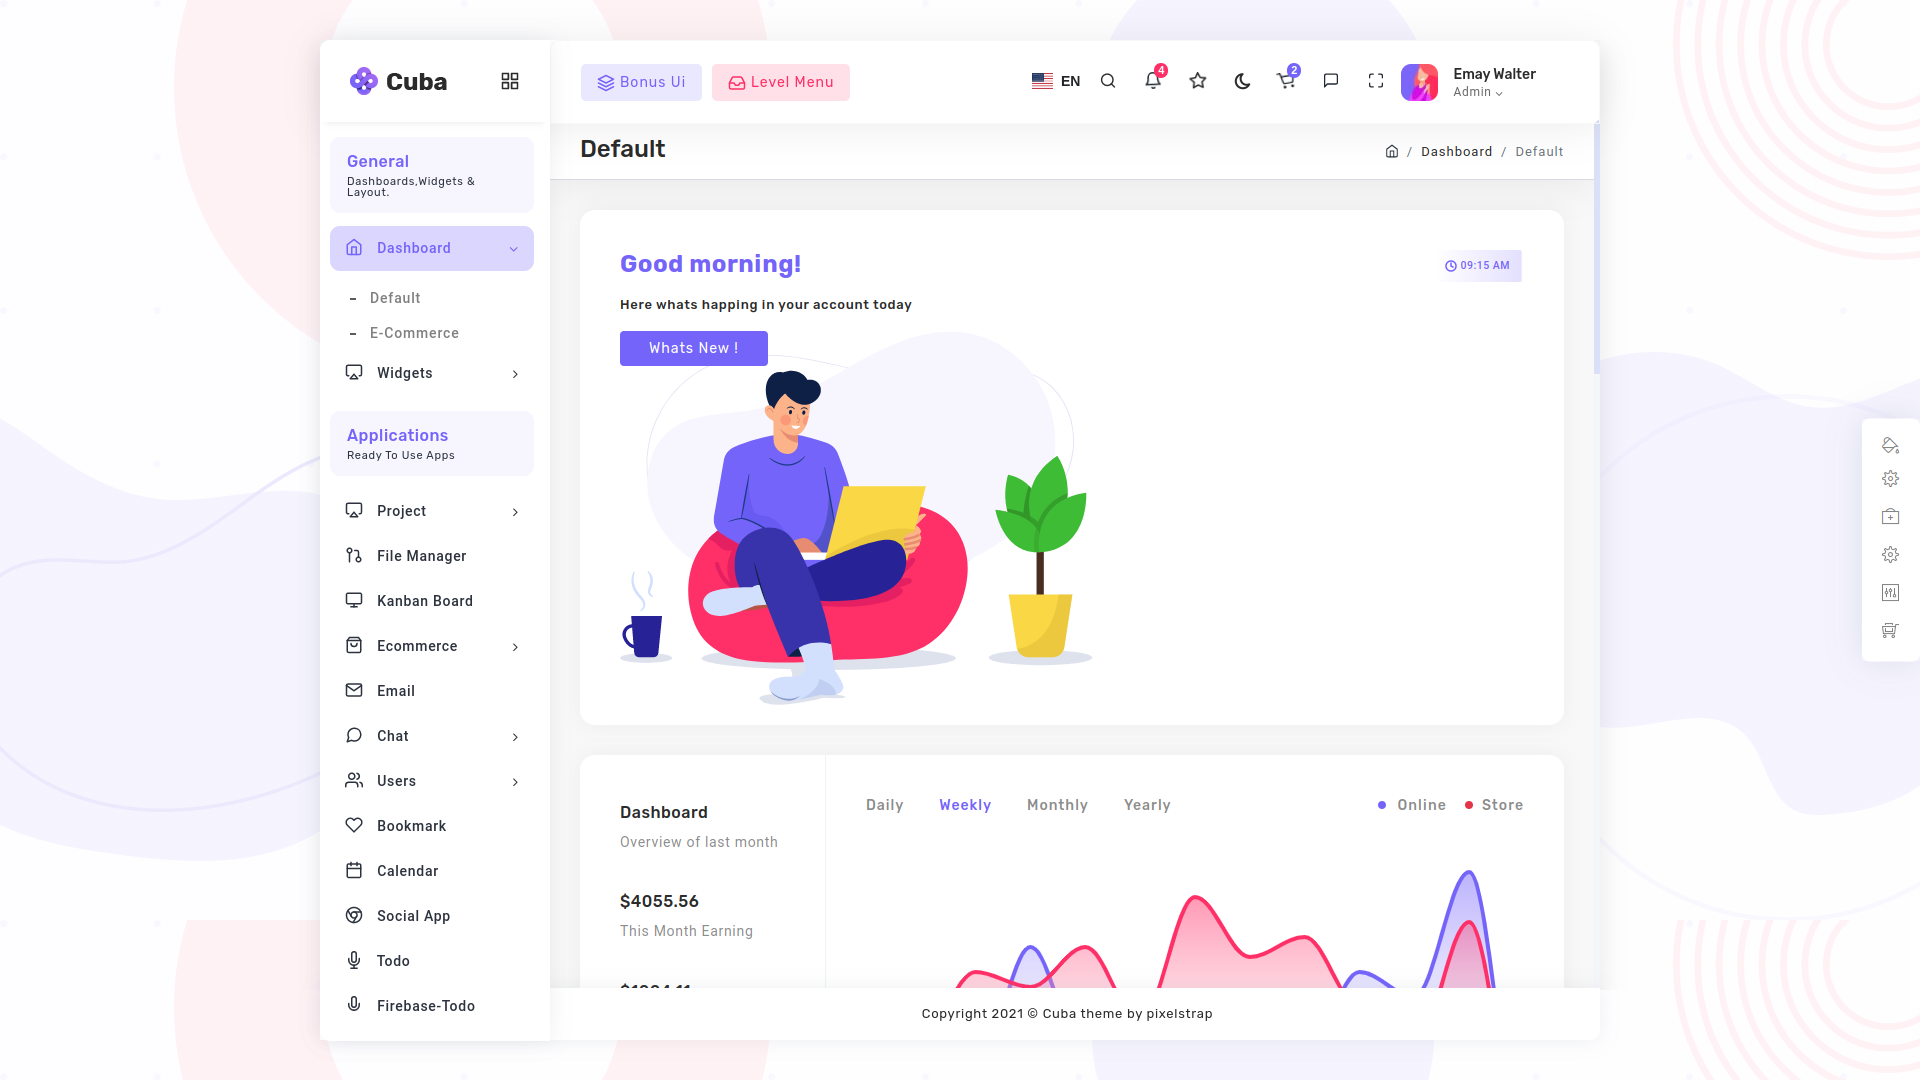 Cuba
Bonus Ui
Level Menu
EN
4
2
Emay Walter
Admin
General
Dashboards,Widgets &
Layout.
Dashboard
Default
E-Commerce
Widgets
Applications
Ready To Use Apps
Project
File Manager
Kanban Board
Ecommerce
Email
Chat
Users
Bookmark
Calendar
Social App
Todo
Firebase-Todo
Default
/ Dashboard / Default
Good morning!
09:15 AM
Here whats happing in your account today
Whats New !
Dashboard
Overview of last month
$4055.56
This Month Earning
Daily
Weekly
Monthly
Yearly
Online
Store
Copyright 2021 © Cuba theme by pixelstrap